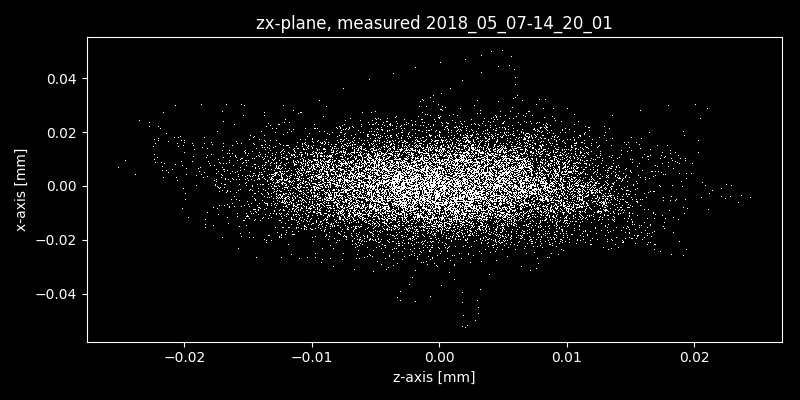 zx-plane, measured 2018_05_07-14_20_01
0.04
0.02
0.00
−0.02
−0.04
x-axis [mm]
−0.02 −0.01 0.00 0.01 0.02
z-axis [mm]